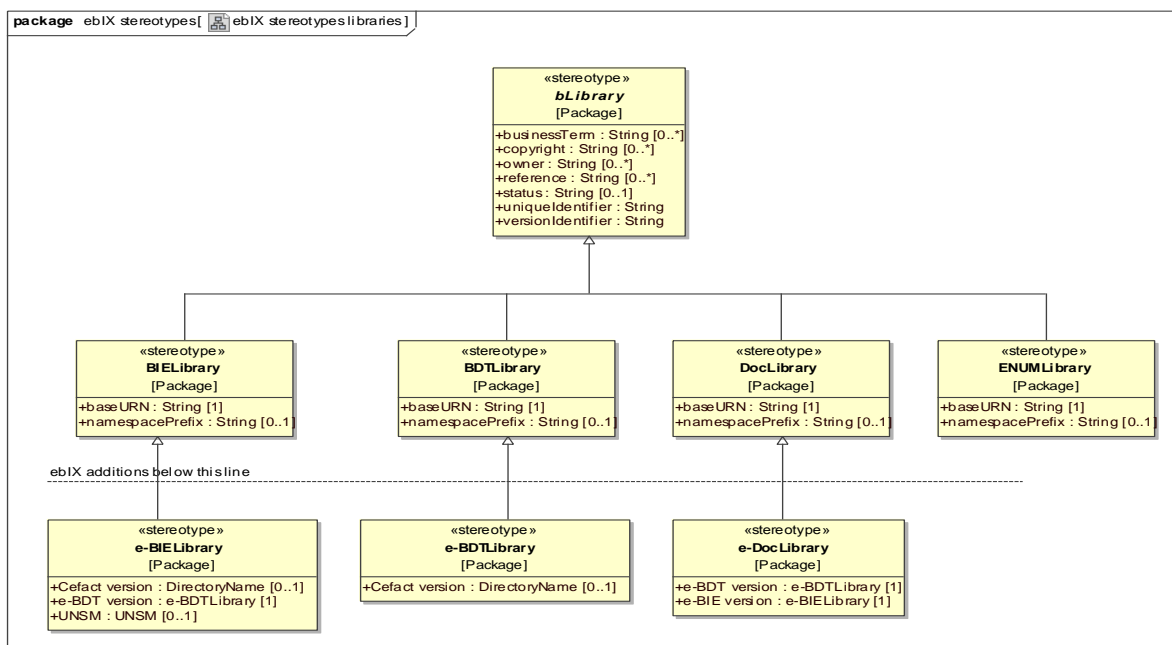 package ebIX stereotypes[ ebIX stereotypes libraries ]
«stereotype»
bLibrary
[Package]
+businessTerm : String [0..*]
+copyright : String [0..*]
+owner : String [0..*]
+reference : String [0..*]
+status : String [0..1]
+uniqueIdentifier : String
+versionIdentifier : String
«stereotype»
BIELibrary
[Package]
+baseURN : String [1]
+namespacePrefix : String [0..1]
«stereotype»
BDTLibrary
[Package]
+baseURN : String [1]
+namespacePrefix : String [0..1]
«stereotype»
DocLibrary
[Package]
+baseURN : String [1]
+namespacePrefix : String [0..1]
«stereotype»
ENUMLibrary
[Package]
+baseURN : String [1]
+namespacePrefix : String [0..1]
ebIX additions below this line
«stereotype»
e-BIELibrary
[Package]
+Cefact version : DirectoryName [0..1]
+e-BDT version : e-BDTLibrary [1]
+UNSM : UNSM [0..1]
«stereotype»
e-BDTLibrary
[Package]
+Cefact version : DirectoryName [0..1]
«stereotype»
e-DocLibrary
[Package]
+e-BDT version : e-BDTLibrary [1]
+e-BIE version : e-BIELibrary [1]